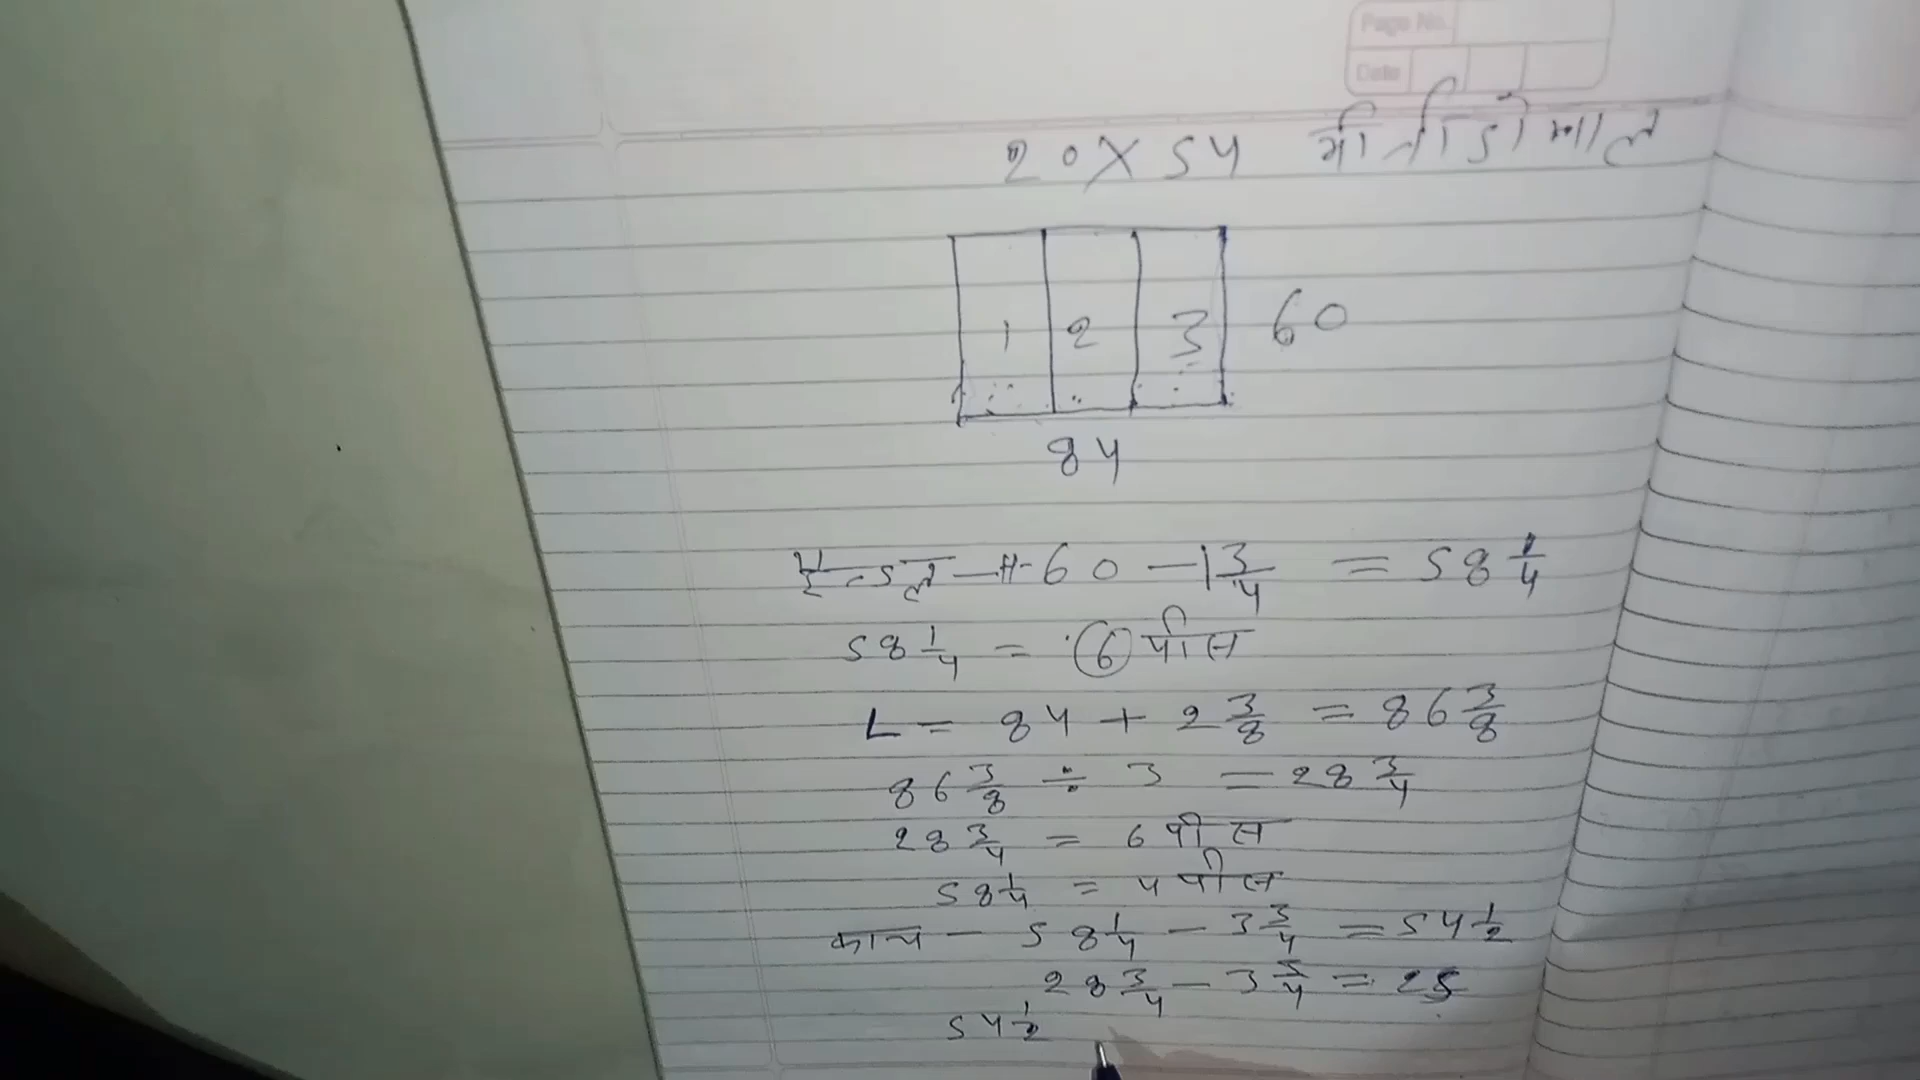 Page No.
Date
20 X 54 मीनीडोमाल
1 2 3 60
84
हेन्डल — 60 — 1 3/4 = 58 1/4
58 1/4 = 6 पीस
L = 84 + 2 3/8 = 86 3/8
86 3/8 ÷ 3 = 28 3/4
28 3/4 = 6 पीस
58 1/4 = 4 पीस
काच — 58 1/4 — 3 3/4 = 54 1/2
28 3/4 — 3 3/4 = 25
54 1/2